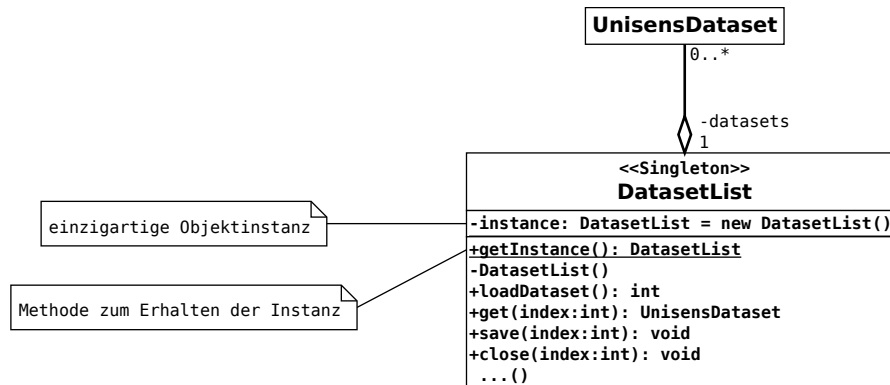 UnisensDataset
0..*
-datasets
1
<<Singleton>>
DatasetList
-instance: DatasetList = new DatasetList()
einzigartige Objektinstanz
+getInstance(): DatasetList
-DatasetList()
+loadDataset(): int
Methode zum Erhalten der Instanz
+get(index:int): UnisensDataset
+save(index:int): void
+close(index:int): void
...()